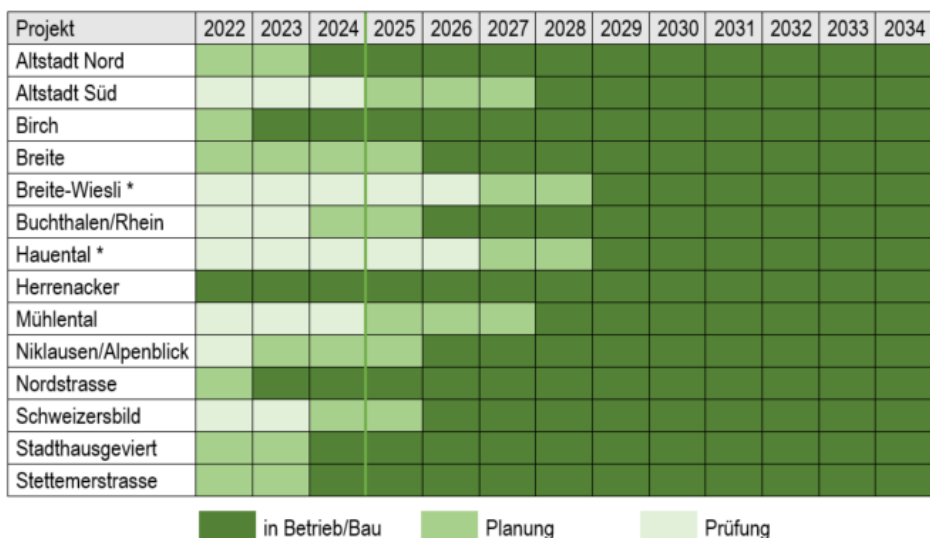 Projekt 2022 2023 2024 2025 2026 2027 2028 2029 2030 2031 2032 2033 2034
Altstadt Nord
Altstadt Süd
Birch
Breite
Breite-Wiesli *
Buchthalen/Rhein
Hauental *
Herrenacker
Mühlental
Niklausen/Alpenblick
Nordstrasse
Schweizersbild
Stadthausgeviert
Stettemerstrasse
in Betrieb/Bau Planung Prüfung